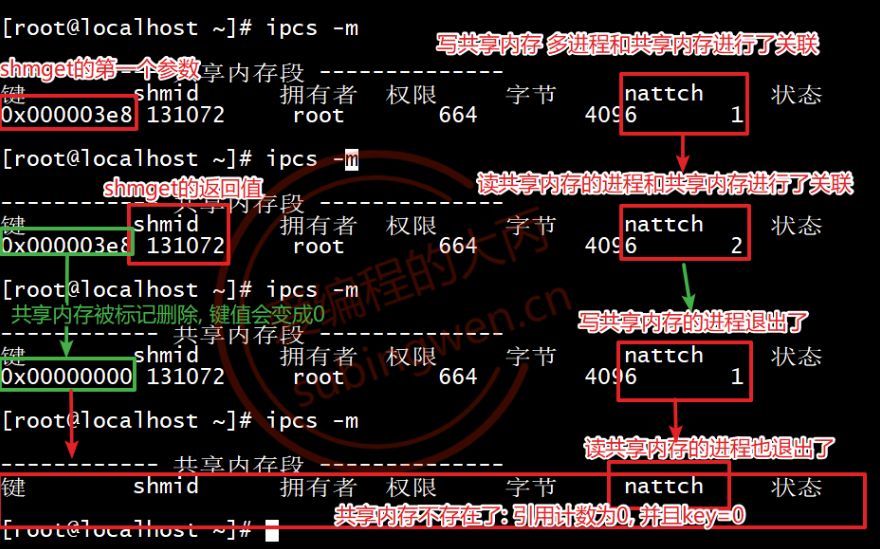 [root@localhost ~]# ipcs -m
写共享内存 多进程和共享内存进行了关联
shmget的第一个参数
------------ 共享内存段 --------------
键 shmid 拥有者 权限 字节 nattch 状态
0x000003e8 131072 root 664 4096 1
[root@localhost ~]# ipcs -m
shmget的返回值
读共享内存的进程和共享内存进行了关联
------------ 共享内存段 --------------
键 shmid 拥有者 权限 字节 nattch 状态
0x000003e8 131072 root 664 4096 2
[root@localhost ~]# ipcs -m
共享内存被标记删除, 键值会变成0
写共享内存的进程退出了
------------ 共享内存段 --------------
键 shmid 拥有者 权限 字节 nattch 状态
0x00000000 131072 root 664 4096 1
[root@localhost ~]# ipcs -m
读共享内存的进程也退出了
------------ 共享内存段 --------------
键 shmid 拥有者 权限 字节 nattch 状态
共享内存不存在了: 引用计数为0, 并且key=0
[root@localhost ~]#
编程的大丙
subingwen.cn